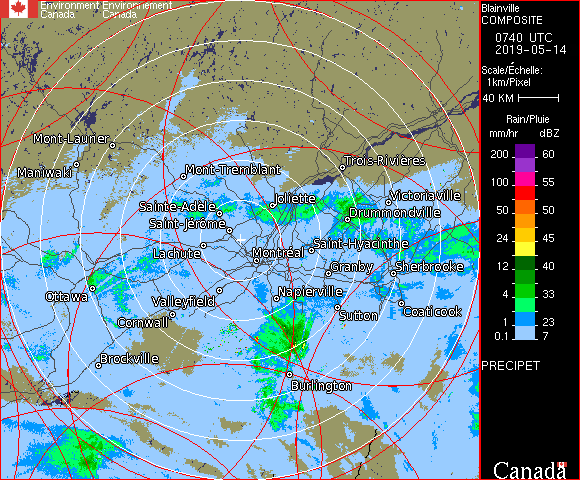 Environment Environnement
Canada Canada
Blainville
COMPOSITE
0740 UTC
2019-05-14
Scale/Échelle:
1km/Pixel
40 KM
Rain/Pluie
mm/hr dBZ
200 60
100 55
50 50
24 45
12 40
4 33
1 23
0.1 7
PRECIPET
Canada
Mont-Laurier
Maniwaki
Mont-Tremblant
Trois-Rivières
Sainte-Adèle
Joliette
Victoriaville
Drummondville
Saint-Jérôme
Lachute
Montréal
Saint-Hyacinthe
Granby
Sherbrooke
Ottawa
Valleyfield
Napierville
Cornwall
Sutton
Coaticook
Brockville
Burlington